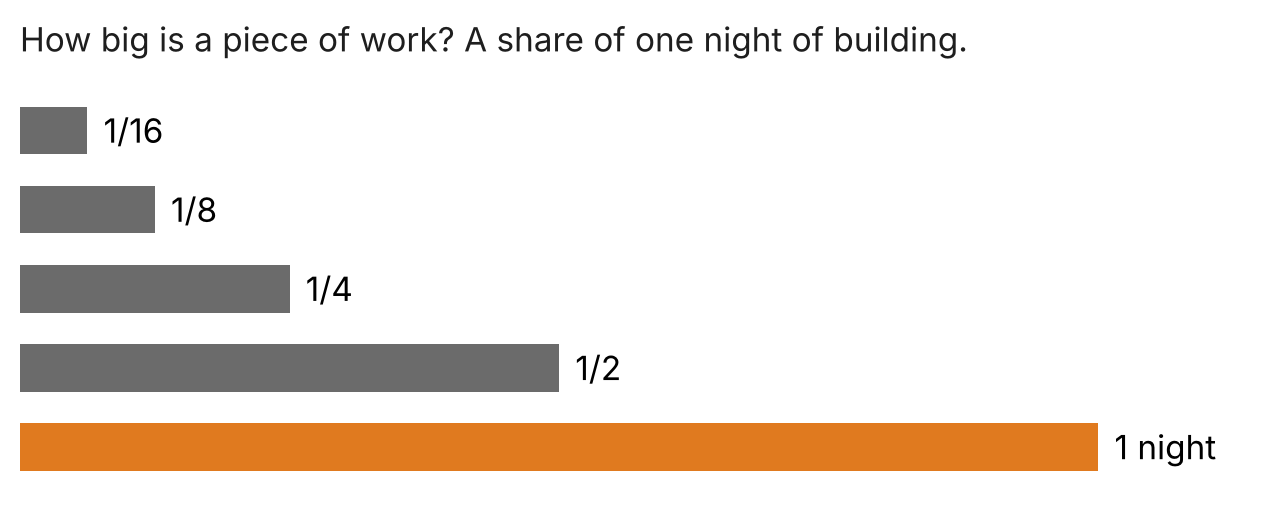 How big is a piece of work? A share of one night of building.
1/16
1/8
1/4
1/2
1 night